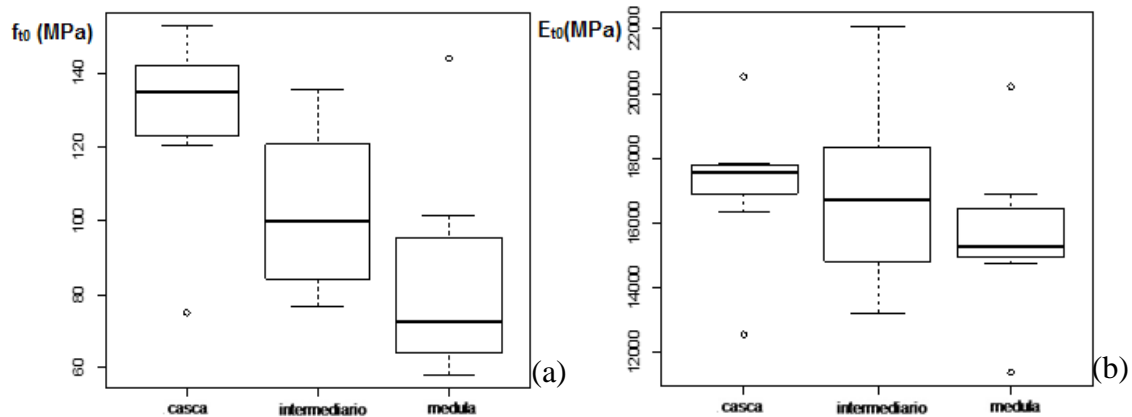 f_t0 (MPa)
140
120
100
80
60
casca
intermediario
medula
(a)
E_t0(MPa)
22000
20000
18000
16000
14000
12000
casca
intermediario
medula
(b)